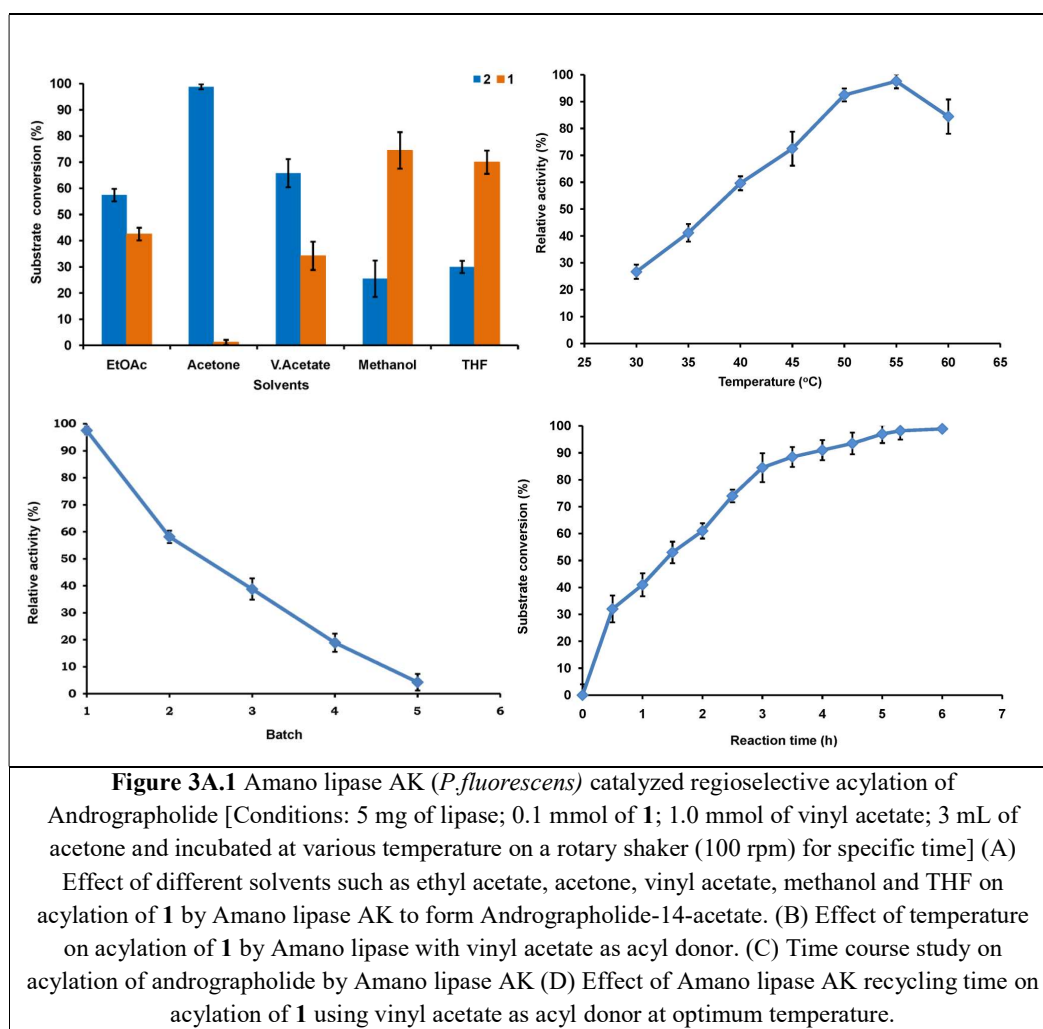 2 1
100
90
80
70
60
50
40
30
20
10
0
Substrate conversion (%)
EtOAc Acetone V.Acetate Methanol THF
Solvents
100
90
80
70
60
50
40
30
20
10
0
Relative activity (%)
25 30 35 40 45 50 55 60 65
Temperature (°C)
100
90
80
70
60
50
40
30
20
10
0
Relative activity (%)
1 2 3 4 5 6
Batch
100
90
80
70
60
50
40
30
20
10
0
Substrate conversion (%)
0 1 2 3 4 5 6 7
Reaction time (h)
Figure 3A.1 Amano lipase AK (P.fluorescens) catalyzed regioselective acylation of
Andrographolide [Conditions: 5 mg of lipase; 0.1 mmol of 1; 1.0 mmol of vinyl acetate; 3 mL of
acetone and incubated at various temperature on a rotary shaker (100 rpm) for specific time] (A)
Effect of different solvents such as ethyl acetate, acetone, vinyl acetate, methanol and THF on
acylation of 1 by Amano lipase AK to form Andrographolide-14-acetate. (B) Effect of temperature
on acylation of 1 by Amano lipase with vinyl acetate as acyl donor. (C) Time course study on
acylation of andrographolide by Amano lipase AK (D) Effect of Amano lipase AK recycling time on
acylation of 1 using vinyl acetate as acyl donor at optimum temperature.